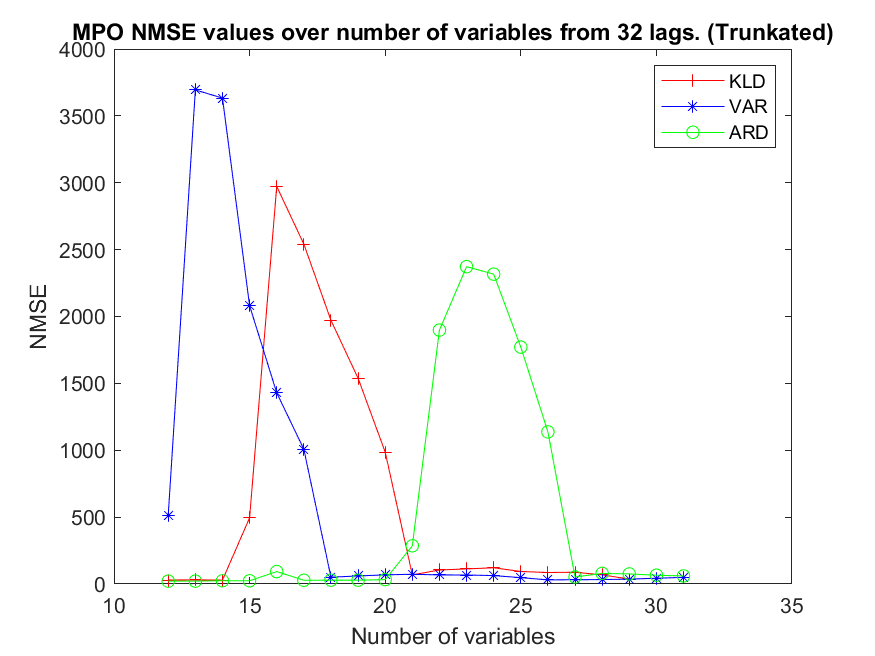 MPO NMSE values over number of variables from 32 lags. (Trunkated)
4000
3500
3000
2500
2000
1500
1000
500
0
NMSE
KLD
VAR
ARD
10
15
20
25
30
35
Number of variables